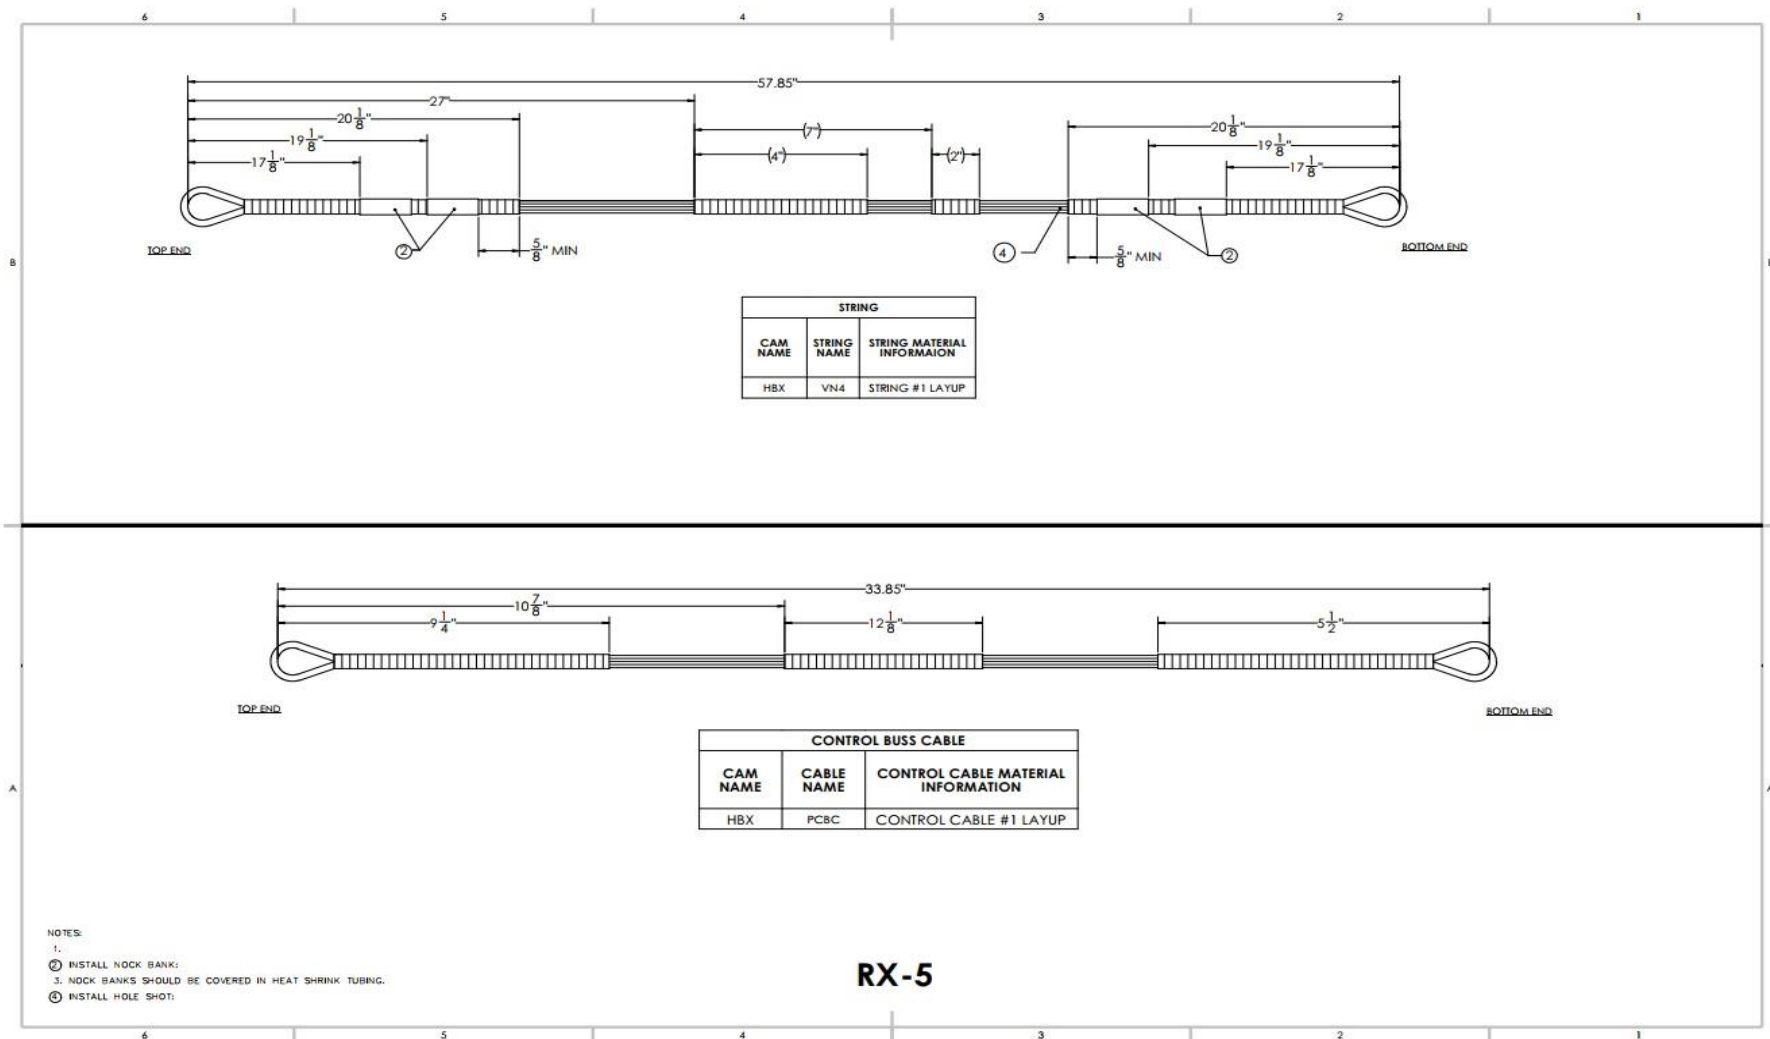 6 5 4 3 2 1
57.85"
27"
20 1/8"
(7")
20 1/8"
19 1/8"
(4")
(2")
19 1/8"
17 1/8"
17 1/8"
TOP END
2
5/8" MIN
4
5/8" MIN
2
BOTTOM END
B
STRING
CAM NAME STRING NAME STRING MATERIAL INFORMAION
HBX VN4 STRING #1 LAYUP
33.85"
10 7/8"
9 1/4"
12 1/8"
5 1/2"
TOP END
BOTTOM END
CONTROL BUSS CABLE
CAM NAME CABLE NAME CONTROL CABLE MATERIAL INFORMATION
A A
HBX PCBC CONTROL CABLE #1 LAYUP
NOTES:
1.
2 INSTALL NOCK BANK:
3. NOCK BANKS SHOULD BE COVERED IN HEAT SHRINK TUBING.
4 INSTALL HOLE SHOT:
RX-5
6 5 4 3 2 1